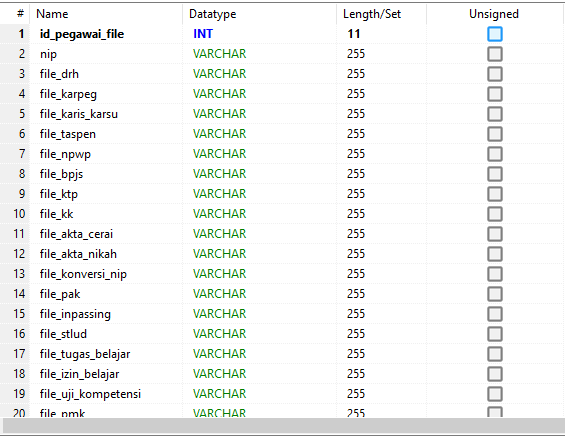 # Name Datatype Length/Set Unsigned
1 id_pegawai_file INT 11
2 nip VARCHAR 255
3 file_drh VARCHAR 255
4 file_karpeg VARCHAR 255
5 file_karis_karsu VARCHAR 255
6 file_taspen VARCHAR 255
7 file_npwp VARCHAR 255
8 file_bpjs VARCHAR 255
9 file_ktp VARCHAR 255
10 file_kk VARCHAR 255
11 file_akta_cerai VARCHAR 255
12 file_akta_nikah VARCHAR 255
13 file_konversi_nip VARCHAR 255
14 file_pak VARCHAR 255
15 file_inpassing VARCHAR 255
16 file_stlud VARCHAR 255
17 file_tugas_belajar VARCHAR 255
18 file_izin_belajar VARCHAR 255
19 file_uji_kompetensi VARCHAR 255
20 file_pmk VARCHAR 255